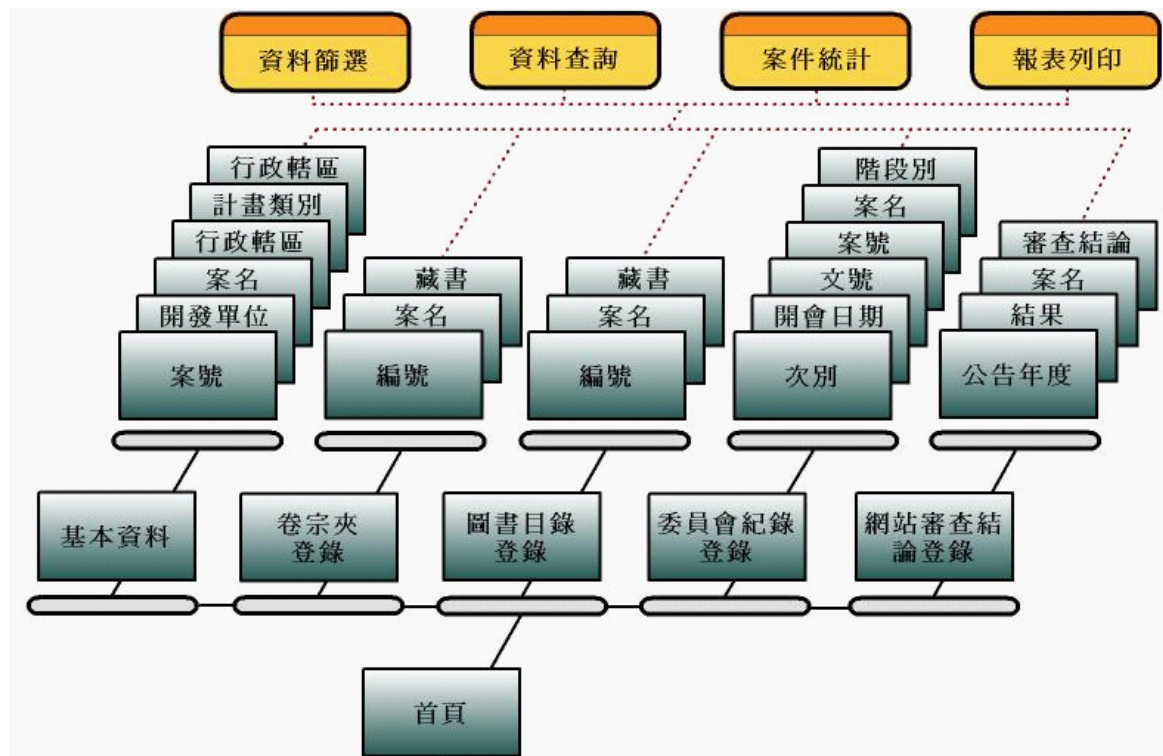 資料篩選
資料查詢
案件統計
報表列印
行政轄區
計畫類別
行政轄區
案名
開發單位
案號
藏書
案名
編號
藏書
案名
編號
階段別
案名
案號
文號
開會日期
次別
審查結論
案名
結果
公告年度
基本資料
卷宗夾
登錄
圖書目錄
登錄
委員會紀錄
登錄
網站審查結
論登錄
首頁